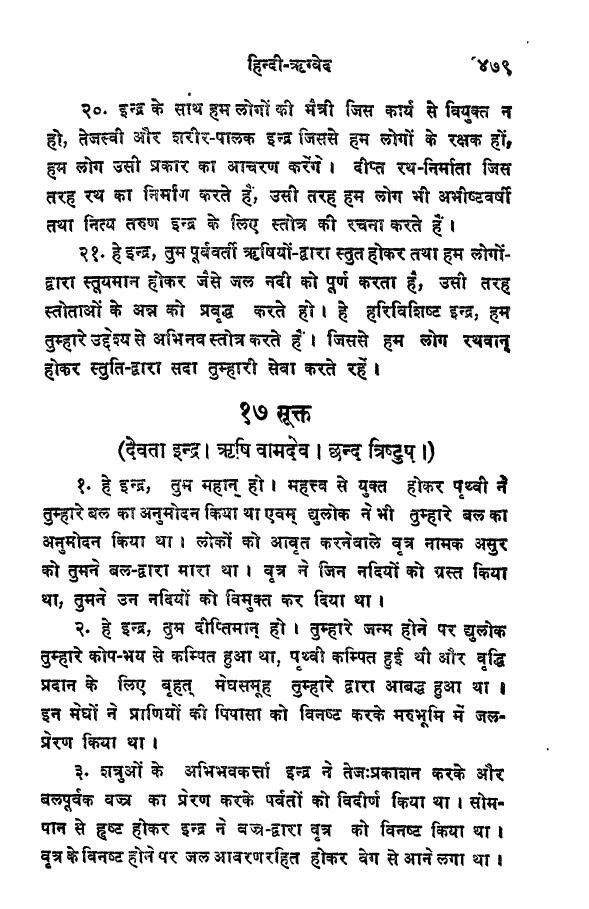 हिन्दी-ऋग्वेद ४७९
२०. इन्द्र के साथ हम लोगों की मैत्री जिस कार्य से वियुक्त न
हो, तेजस्वी और शरीर-पालक इन्द्र जिससे हम लोगों के रक्षक हों,
हम लोग उसी प्रकार का आचरण करेंगे। दीप्त रथ-निर्माता जिस
तरह रथ का निर्माण करते हैं, उसी तरह हम लोग भी अभीष्टवर्षी
तथा नित्य तरुण इन्द्र के लिए स्तोत्र की रचना करते हैं।
२१. हे इन्द्र, तुम पूर्ववर्ती ऋषियों-द्वारा स्तुत होकर तथा हम लोगों-
द्वारा स्तूयमान होकर जैसे जल नदी को पूर्ण करता है, उसी तरह
स्तोताओं के अन्न को प्रवृद्ध करते हो। हे हरिविशिष्ट इन्द्र, हम
तुम्हारे उद्देश्य से अभिनव स्तोत्र करते हैं। जिससे हम लोग रथवान्
होकर स्तुति-द्वारा सदा तुम्हारी सेवा करते रहें।
१७ सूक्त
(देवता इन्द्र। ऋषि वामदेव। छन्द त्रिष्टुप्।)
१. हे इन्द्र, तुम महान् हो। महत्त्व से युक्त होकर पृथ्वी ने
तुम्हारे बल का अनुमोदन किया था एवम् द्युलोक ने भी तुम्हारे बल का
अनुमोदन किया था। लोकों को आवृत करनेवाले वृत्र नामक असुर
को तुमने बल-द्वारा मारा था। वृत्र ने जिन नदियों को ग्रस्त किया
था, तुमने उन नदियों को विमुक्त कर दिया था।
२. हे इन्द्र, तुम दीप्तिमान् हो। तुम्हारे जन्म होने पर द्युलोक
तुम्हारे कोप-भय से कम्पित हुआ था, पृथ्वी कम्पित हुई थी और वृद्धि
प्रदान के लिए बृहत् मेघसमूह तुम्हारे द्वारा आबद्ध हुआ था।
इन मेघों ने प्राणियों की पिपासा को विनष्ट करके मरुभूमि में जल-
प्रेरण किया था।
३. शत्रुओं के अभिभवकर्त्ता इन्द्र ने तेजःप्रकाशन करके और
बलपूर्वक वज्र का प्रेरण करके पर्वतों को विदीर्ण किया था। सोम-
पान से हृष्ट होकर इन्द्र ने वज्र-द्वारा वृत्र को विनष्ट किया था।
वृत्र के विनष्ट होने पर जल आवरणरहित होकर वेग से आने लगा था।